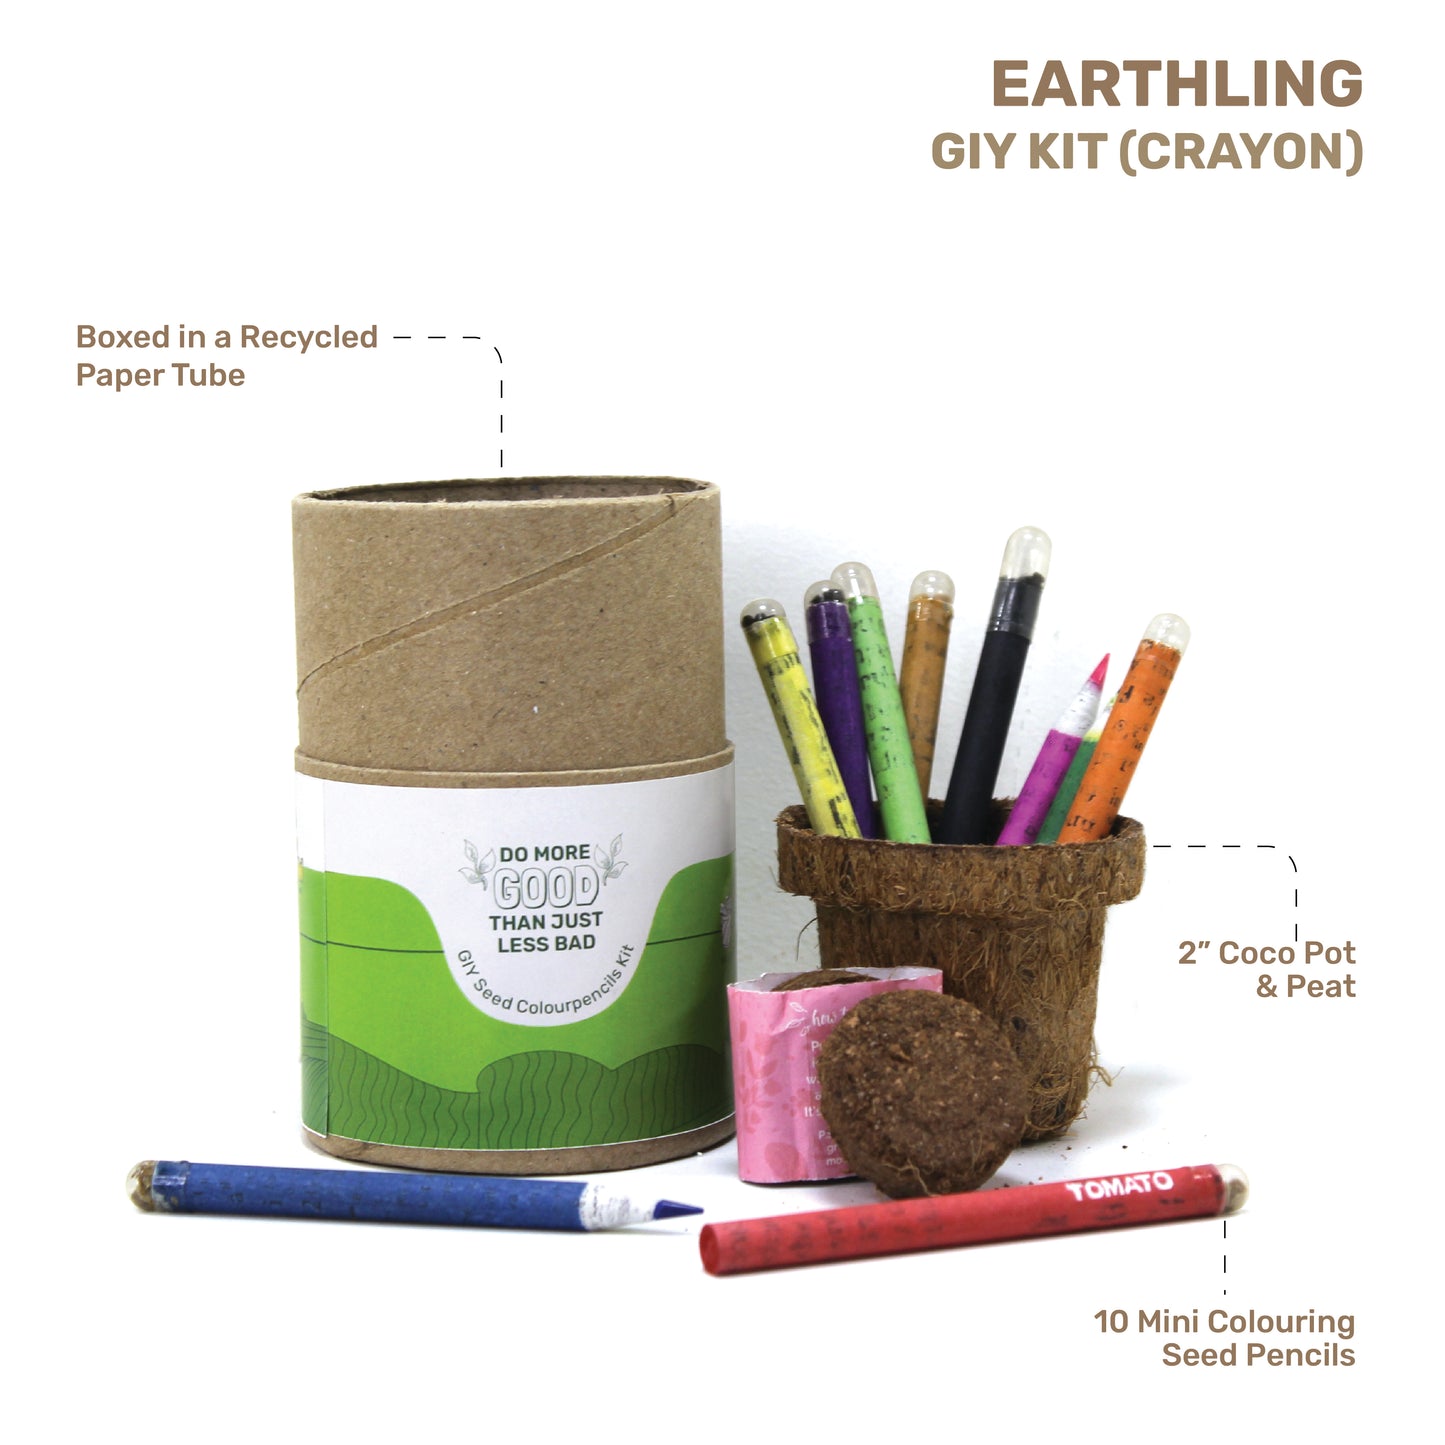 EARTHLING
GIY KIT (CRAYON)
Boxed in a Recycled
Paper Tube
DO MORE
GOOD
THAN JUST
LESS BAD
GIY Seed Colourpencils Kit
2” Coco Pot
& Peat
how
TOMATO
10 Mini Colouring
Seed Pencils